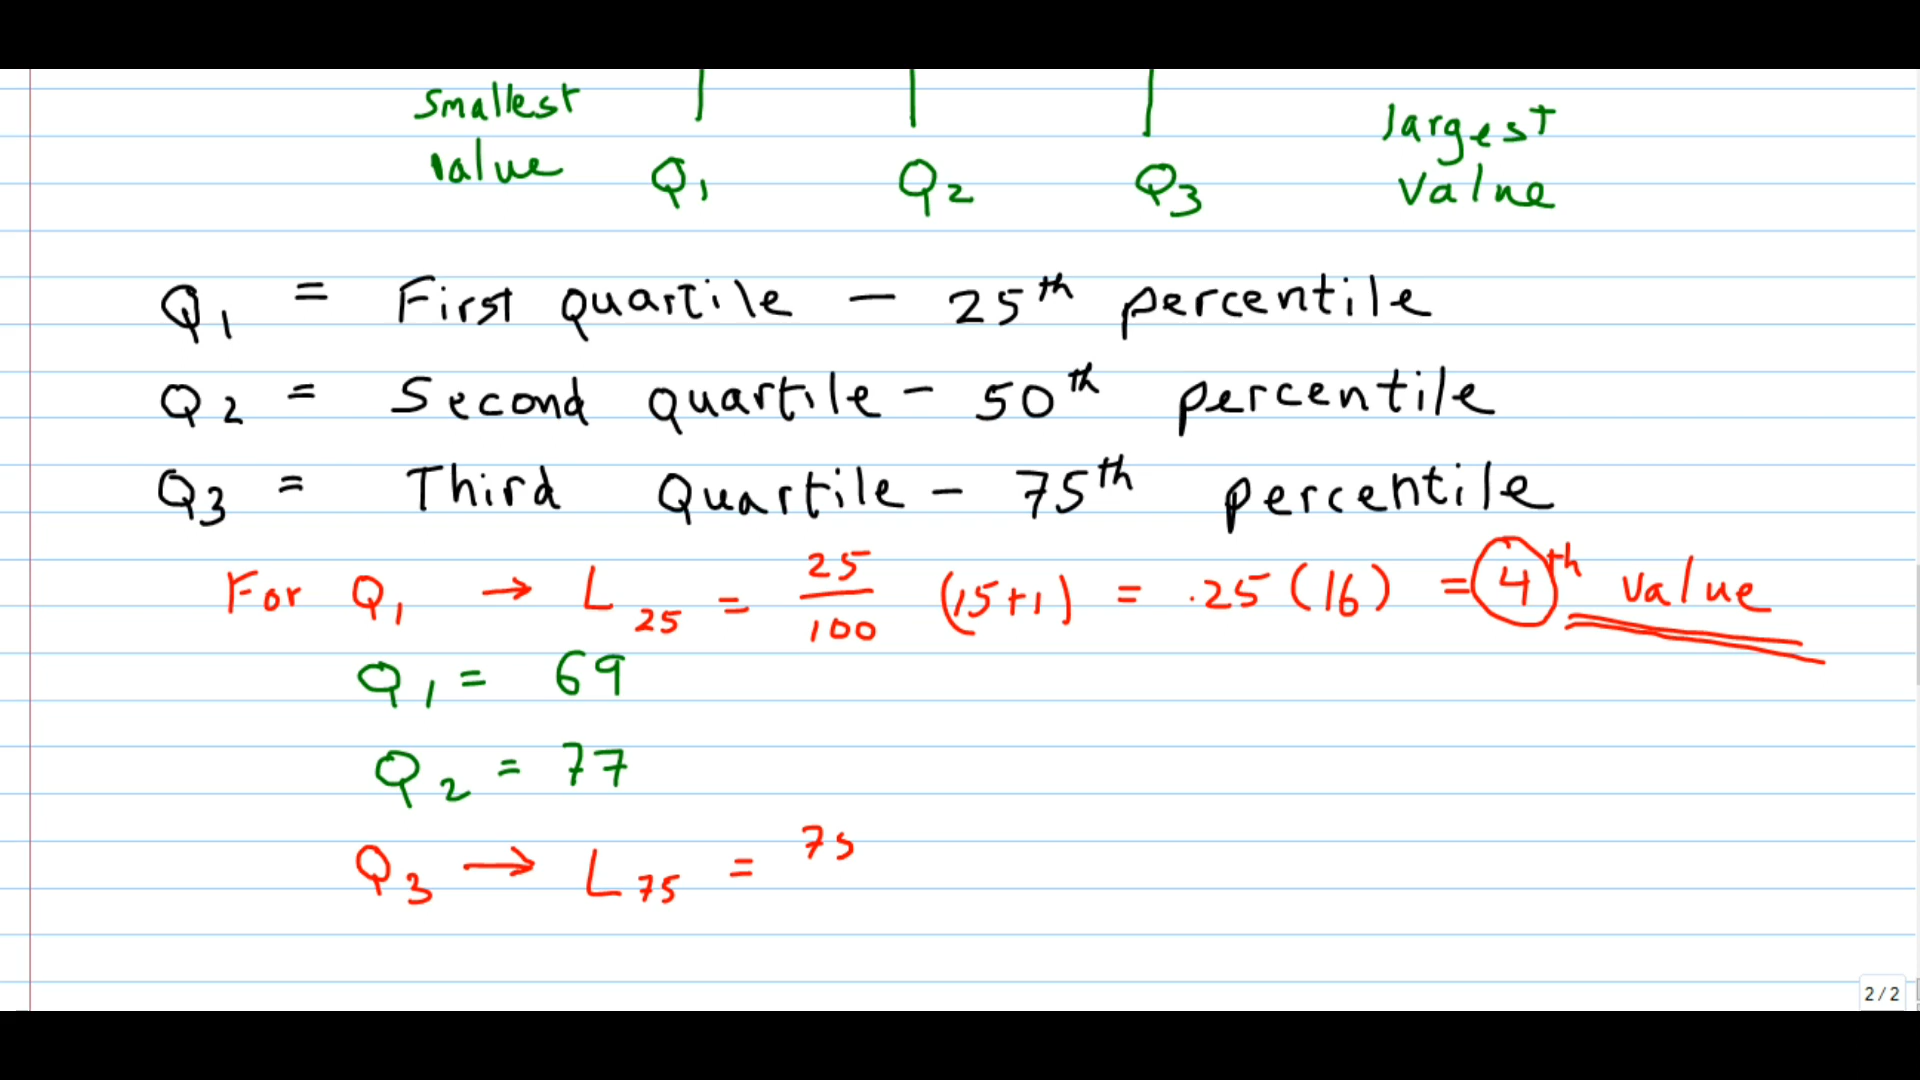 smallest largest
value Q1 Q2 Q3 value
Q1 = First quartile – 25th percentile
Q2 = Second quartile – 50th percentile
Q3 = Third Quartile – 75th percentile
For Q1 → L25 = 25/100 (15+1) = .25 (16) = 4th value
Q1 = 69
Q2 = 77
Q3 → L75 = 75
2 / 2